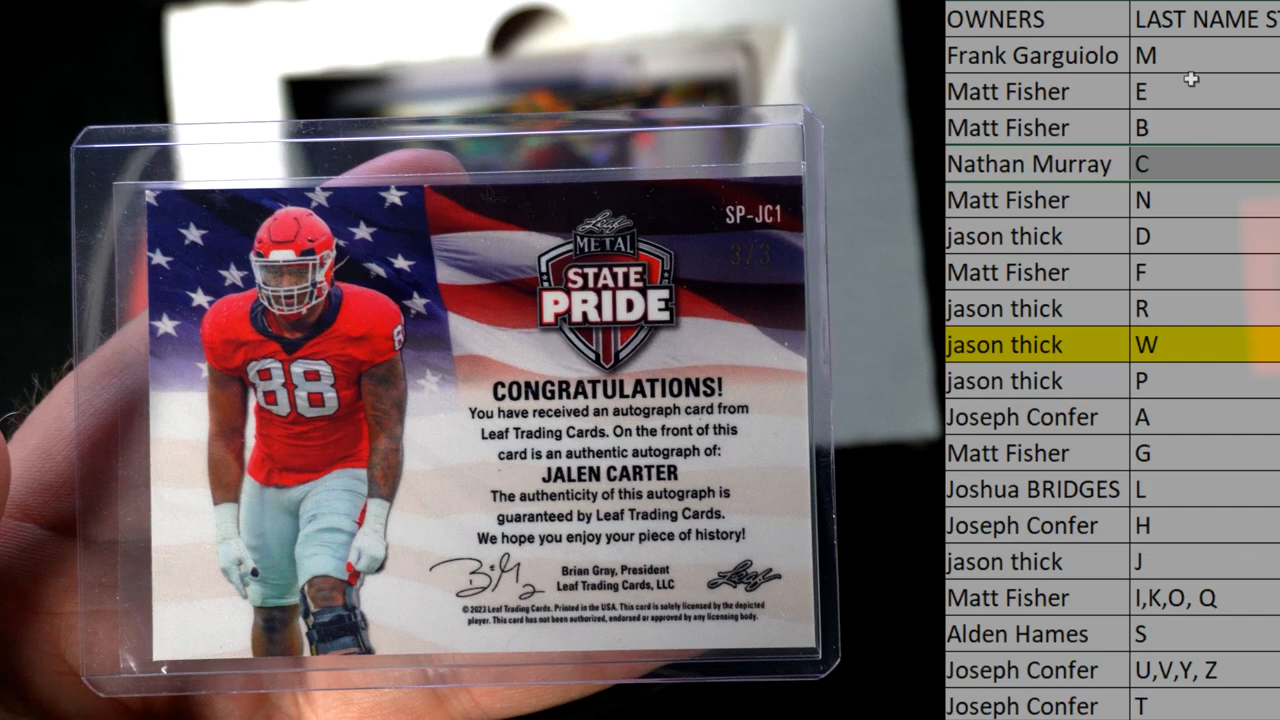 SP-JC1
3/3
Leaf
METAL
STATE
PRIDE
88
8
CONGRATULATIONS!
You have received an autograph card from
Leaf Trading Cards. On the front of this
card is an authentic autograph of:
JALEN CARTER
The authenticity of this autograph is
guaranteed by Leaf Trading Cards.
We hope you enjoy your piece of history!
Brian Gray, President
Leaf Trading Cards, LLC
Leaf
©2023 Leaf Trading Cards. Printed in the USA. This card is solely licensed by the depicted
player. This card has not been authorized, endorsed or approved by any licensing body.
OWNERS LAST NAME
Frank Garguiolo M
Matt Fisher E
Matt Fisher B
Nathan Murray C
Matt Fisher N
jason thick D
Matt Fisher F
jason thick R
jason thick W
jason thick P
Joseph Confer A
Matt Fisher G
Joshua BRIDGES L
Joseph Confer H
jason thick J
Matt Fisher I,K,O, Q
Alden Hames S
Joseph Confer U,V,Y, Z
Joseph Confer T